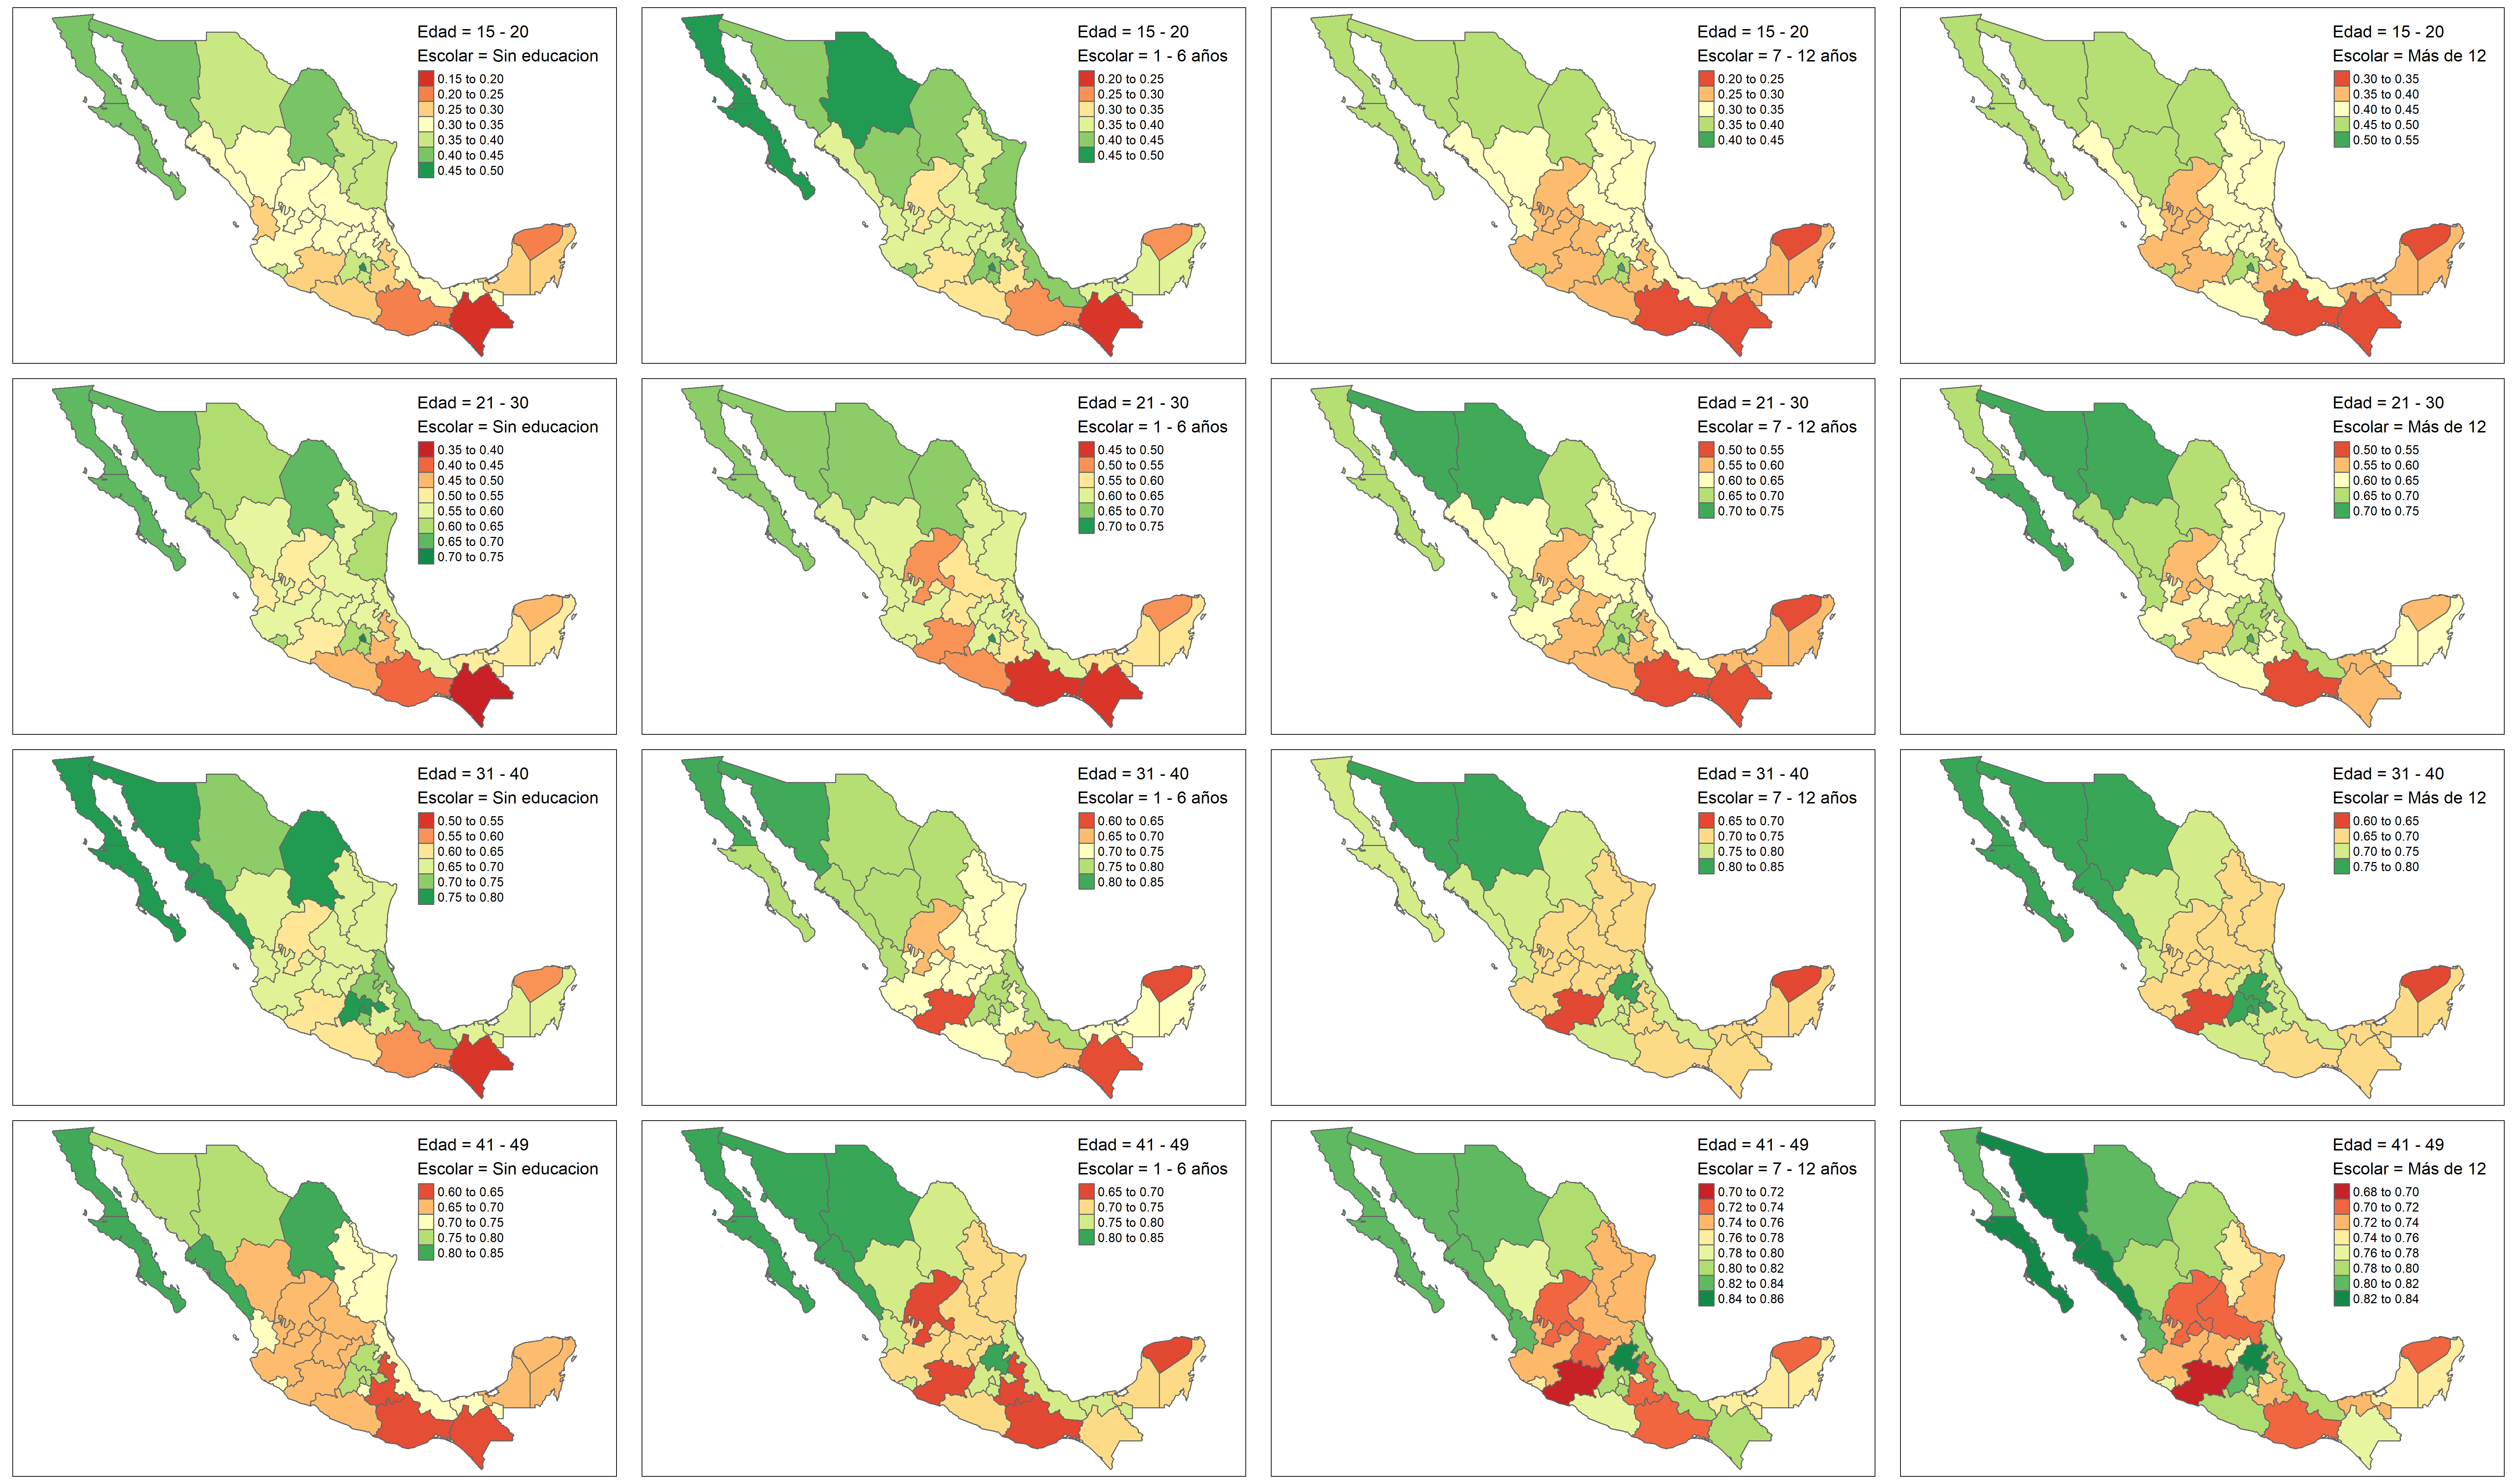 Edad = 15 - 20
Escolar = Sin educacion
0.15 to 0.20
0.20 to 0.25
0.25 to 0.30
0.30 to 0.35
0.35 to 0.40
0.40 to 0.45
0.45 to 0.50
Edad = 15 - 20
Escolar = 1 - 6 años
0.20 to 0.25
0.25 to 0.30
0.30 to 0.35
0.35 to 0.40
0.40 to 0.45
0.45 to 0.50
Edad = 15 - 20
Escolar = 7 - 12 años
0.20 to 0.25
0.25 to 0.30
0.30 to 0.35
0.35 to 0.40
0.40 to 0.45
Edad = 15 - 20
Escolar = Más de 12
0.30 to 0.35
0.35 to 0.40
0.40 to 0.45
0.45 to 0.50
0.50 to 0.55
Edad = 21 - 30
Escolar = Sin educacion
0.35 to 0.40
0.40 to 0.45
0.45 to 0.50
0.50 to 0.55
0.55 to 0.60
0.60 to 0.65
0.65 to 0.70
0.70 to 0.75
Edad = 21 - 30
Escolar = 1 - 6 años
0.45 to 0.50
0.50 to 0.55
0.55 to 0.60
0.60 to 0.65
0.65 to 0.70
0.70 to 0.75
Edad = 21 - 30
Escolar = 7 - 12 años
0.50 to 0.55
0.55 to 0.60
0.60 to 0.65
0.65 to 0.70
0.70 to 0.75
Edad = 21 - 30
Escolar = Más de 12
0.50 to 0.55
0.55 to 0.60
0.60 to 0.65
0.65 to 0.70
0.70 to 0.75
Edad = 31 - 40
Escolar = Sin educacion
0.50 to 0.55
0.55 to 0.60
0.60 to 0.65
0.65 to 0.70
0.70 to 0.75
0.75 to 0.80
Edad = 31 - 40
Escolar = 1 - 6 años
0.60 to 0.65
0.65 to 0.70
0.70 to 0.75
0.75 to 0.80
0.80 to 0.85
Edad = 31 - 40
Escolar = 7 - 12 años
0.65 to 0.70
0.70 to 0.75
0.75 to 0.80
0.80 to 0.85
Edad = 31 - 40
Escolar = Más de 12
0.60 to 0.65
0.65 to 0.70
0.70 to 0.75
0.75 to 0.80
Edad = 41 - 49
Escolar = Sin educacion
0.60 to 0.65
0.65 to 0.70
0.70 to 0.75
0.75 to 0.80
0.80 to 0.85
Edad = 41 - 49
Escolar = 1 - 6 años
0.65 to 0.70
0.70 to 0.75
0.75 to 0.80
0.80 to 0.85
Edad = 41 - 49
Escolar = 7 - 12 años
0.70 to 0.72
0.72 to 0.74
0.74 to 0.76
0.76 to 0.78
0.78 to 0.80
0.80 to 0.82
0.82 to 0.84
0.84 to 0.86
Edad = 41 - 49
Escolar = Más de 12
0.68 to 0.70
0.70 to 0.72
0.72 to 0.74
0.74 to 0.76
0.76 to 0.78
0.78 to 0.80
0.80 to 0.82
0.82 to 0.84